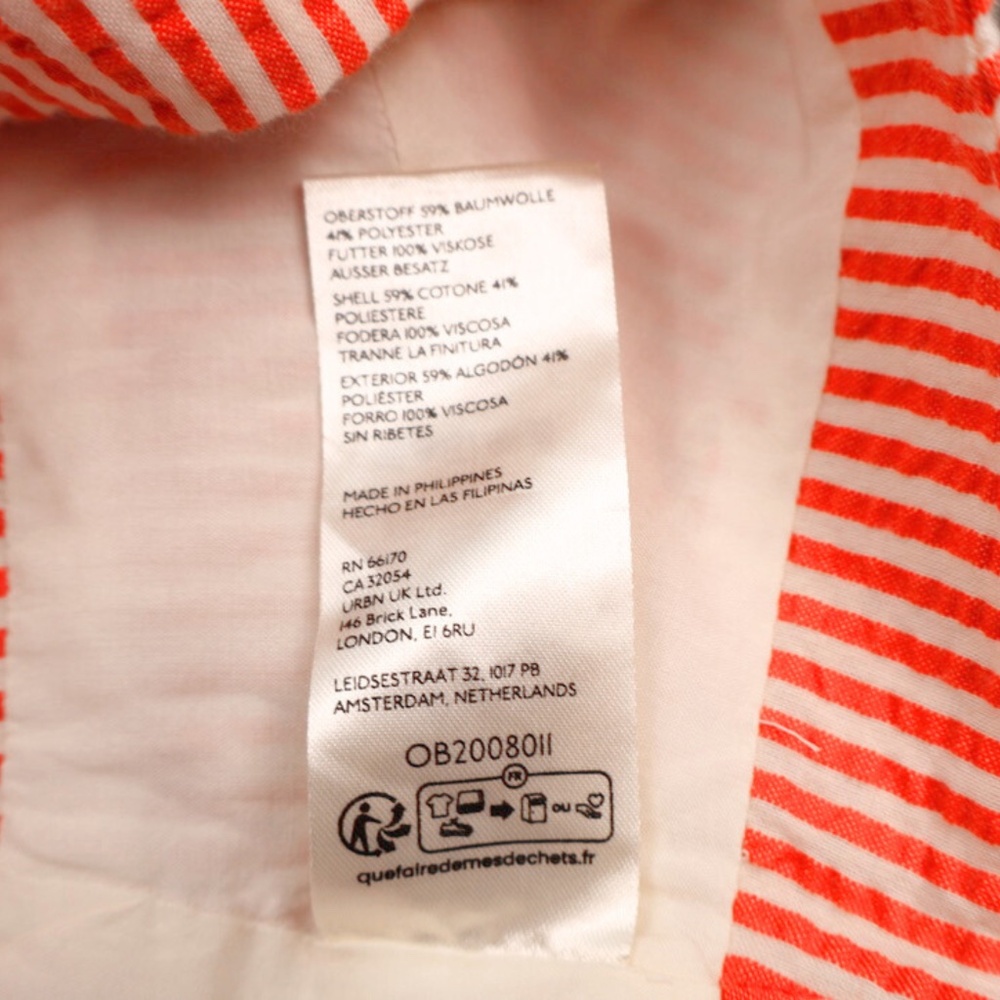 OBERSTOFF 59% BAUMWOLLE
41% POLYESTER
FUTTER 100% VISKOSE
AUSSER BESATZ
SHELL 59% COTONE 41%
POLIESTERE
FODERA 100% VISCOSA
TRANNE LA FINITURA
EXTERIOR 59% ALGODÓN 41%
POLIÉSTER
FORRO 100% VISCOSA
SIN RIBETES
MADE IN PHILIPPINES
HECHO EN LAS FILIPINAS
RN 66170
CA 32054
URBN UK Ltd.
146 Brick Lane,
LONDON, E1 6RU
LEIDSESTRAAT 32, 1017 PB
AMSTERDAM, NETHERLANDS
OB2008011
FR
OU
quefairedemesdechets.fr